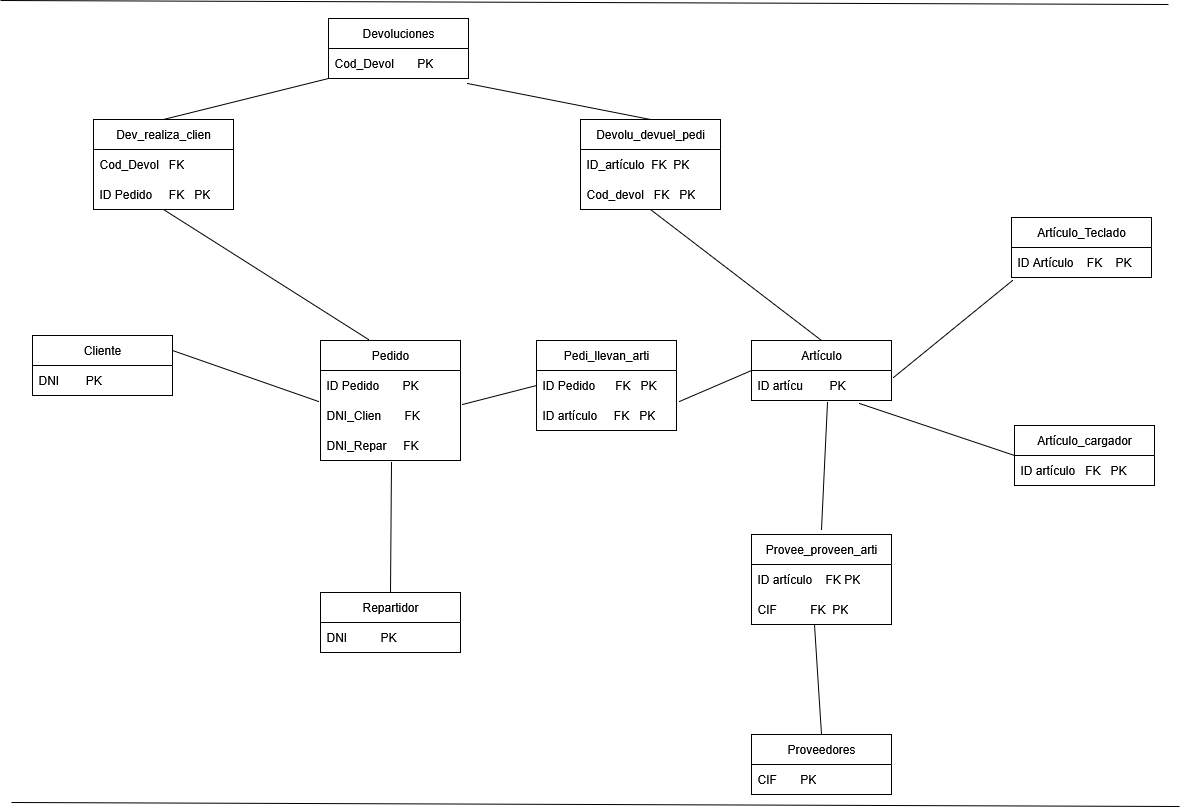 Devoluciones
Cod_Devol PK
Dev_realiza_clien
Cod_Devol FK
ID Pedido FK PK
Devolu_devuel_pedi
ID_artículo FK PK
Cod_devol FK PK
Artículo_Teclado
ID Artículo FK PK
Cliente
DNI PK
Pedido
ID Pedido PK
DNI_Clien FK
DNI_Repar FK
Pedi_llevan_arti
ID Pedido FK PK
ID artículo FK PK
Artículo
ID artícu PK
Artículo_cargador
ID artículo FK PK
Provee_proveen_arti
ID artículo FK PK
CIF FK PK
Repartidor
DNI PK
Proveedores
CIF PK